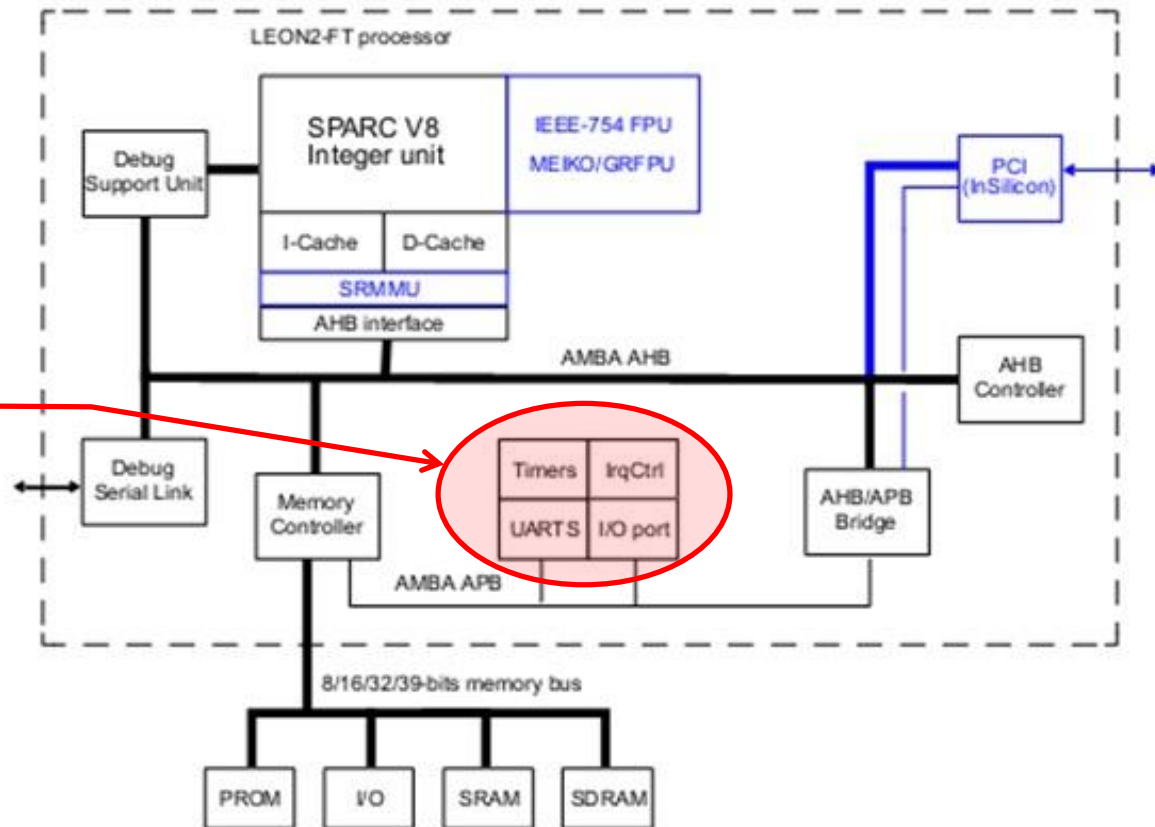 LEON2-FT processor
SPARC V8
Integer unit
IEEE-754 FPU
MEIKO/GRFPU
Debug
Support Unit
PCI
(InSilicon)
I-Cache
D-Cache
SRMMU
AHB interface
AMBA AHB
AHB
Controller
Debug
Serial Link
Memory
Controller
Timers
IrqCtrl
UARTS
I/O port
AHB/APB
Bridge
AMBA APB
8/16/32/39-bits memory bus
PROM
I/O
SRAM
SDRAM